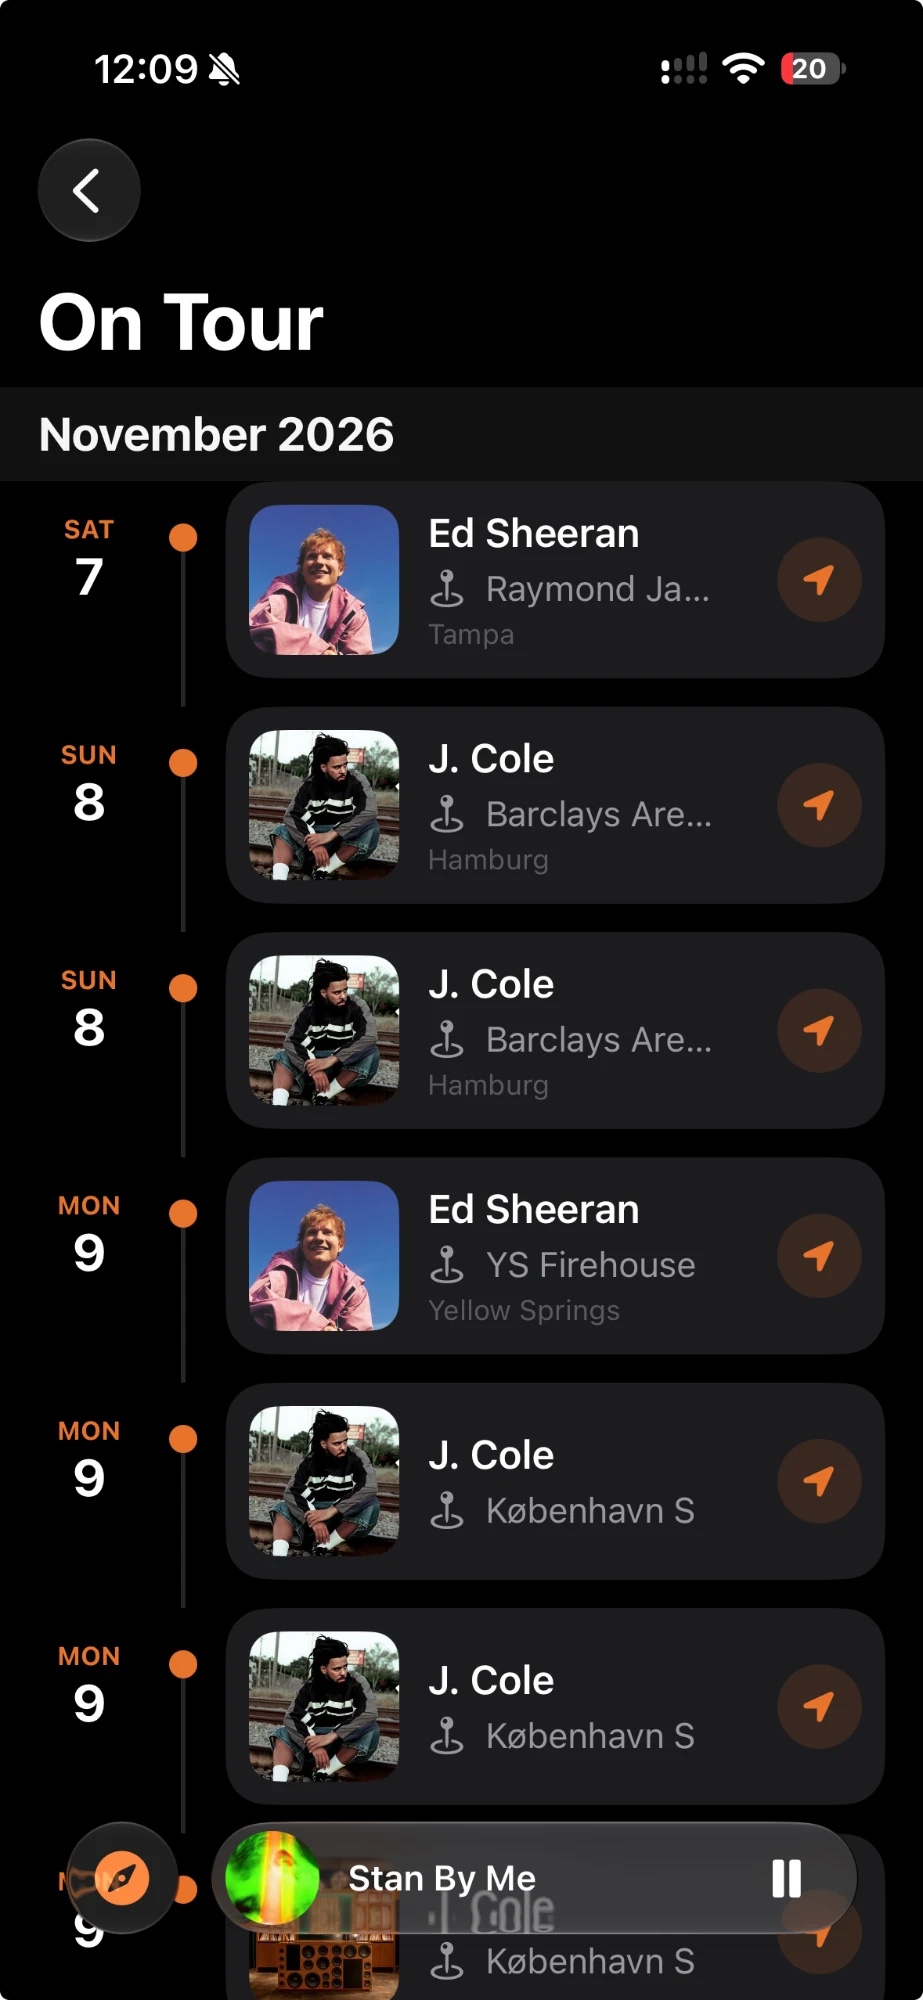 12:09
20
On Tour
November 2026
SAT
7
Ed Sheeran
Raymond Ja...
Tampa
SUN
8
J. Cole
Barclays Are...
Hamburg
SUN
8
J. Cole
Barclays Are...
Hamburg
MON
9
Ed Sheeran
YS Firehouse
Yellow Springs
MON
9
J. Cole
København S
MON
9
J. Cole
København S
Stan By Me
9
J. Cole
København S